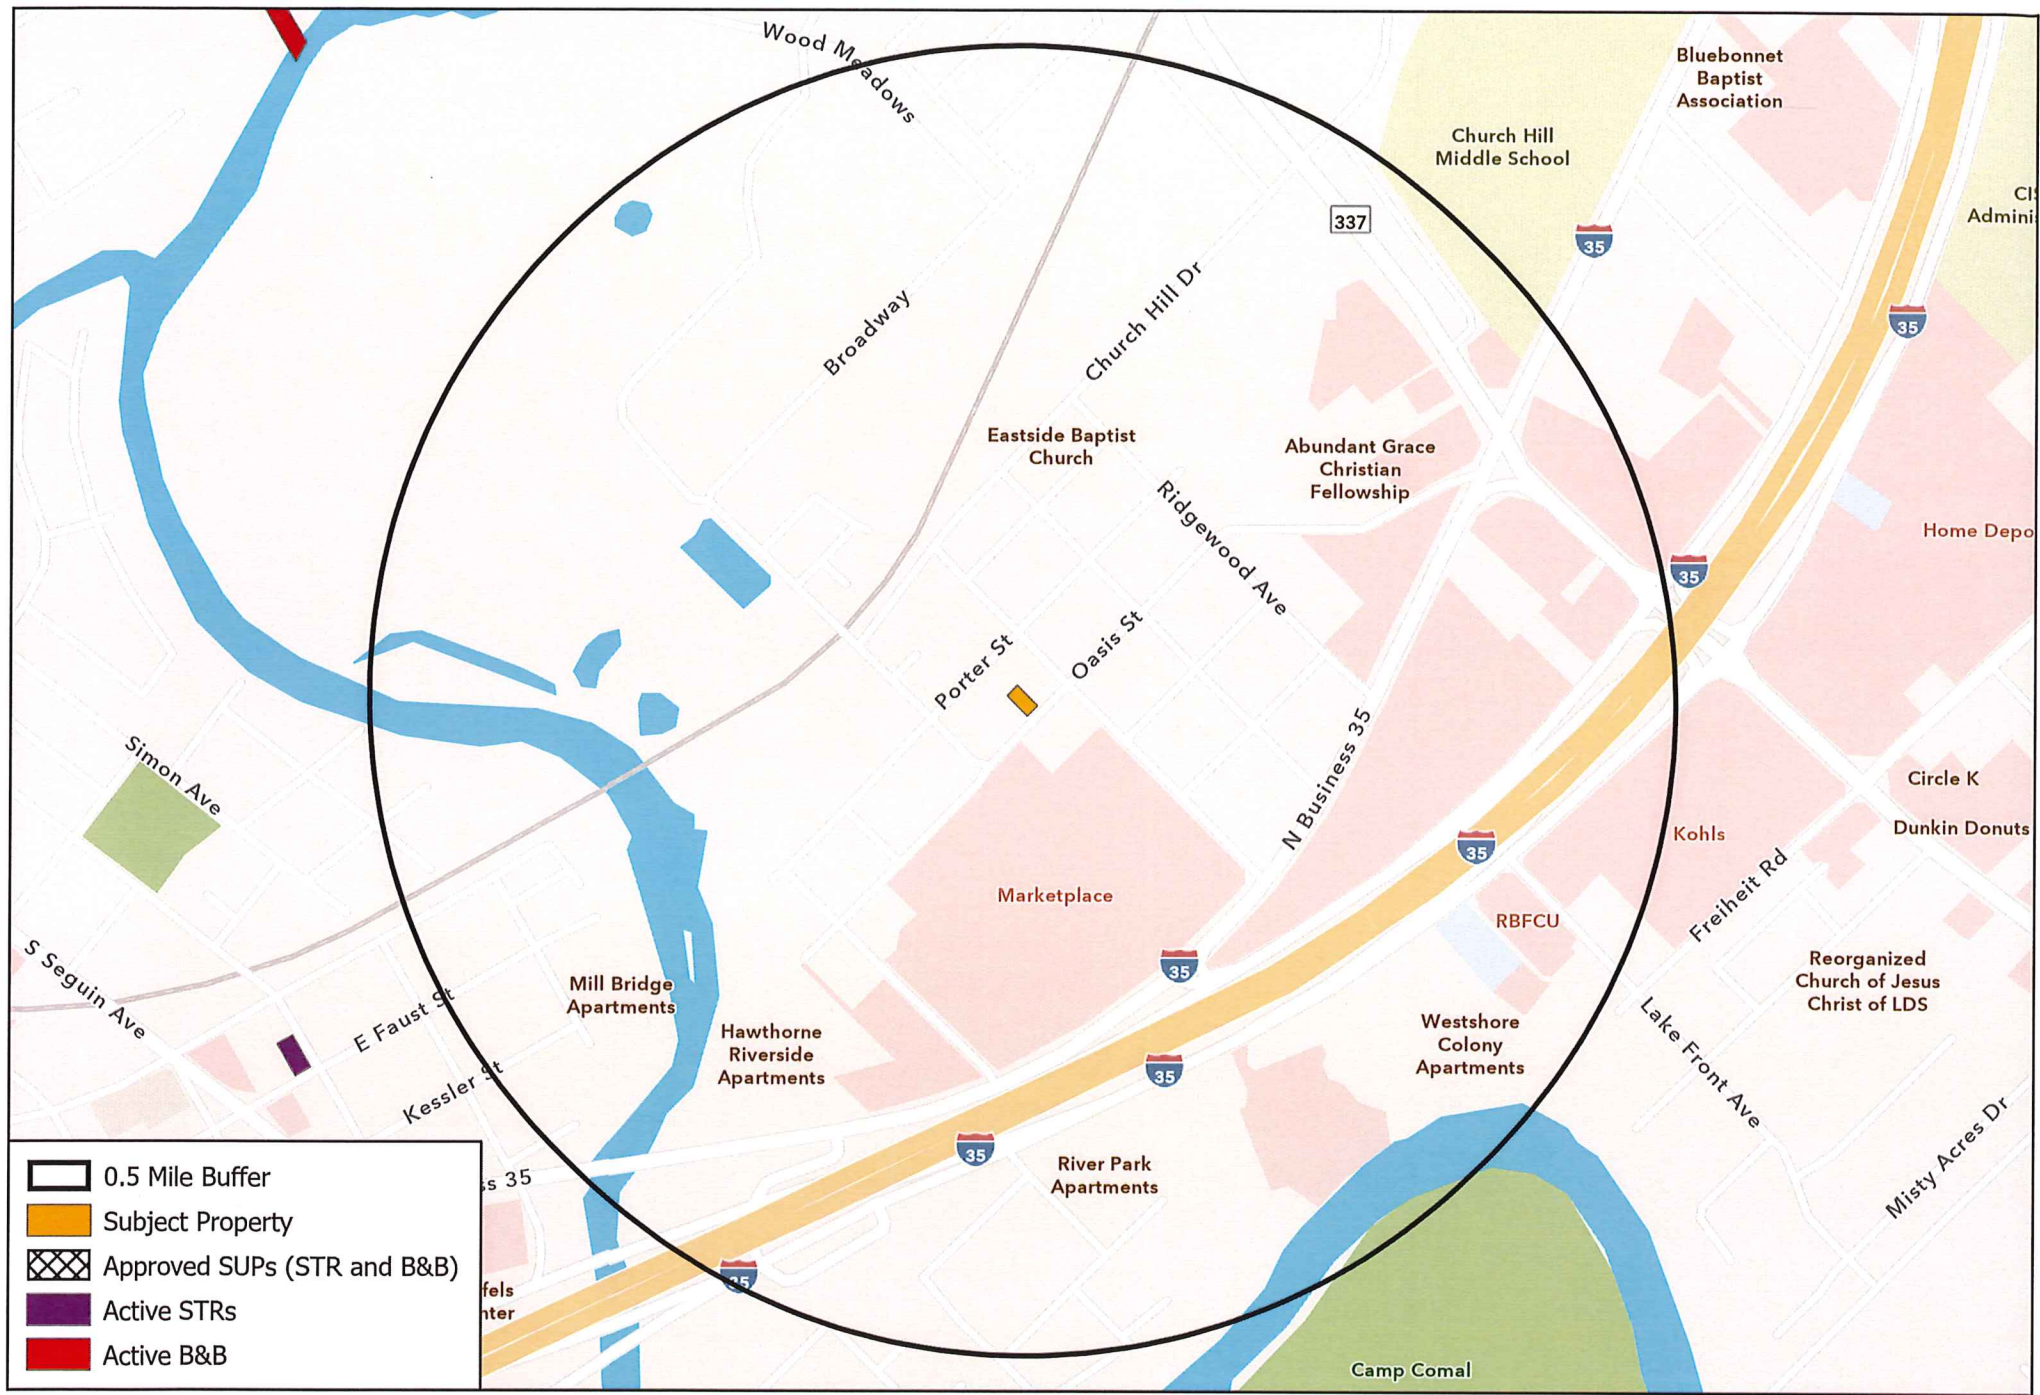 Wood Meadows
Bluebonnet
Baptist
Association
Church Hill
Middle School
337
35
35
Broadway
Church Hill Dr
Eastside Baptist
Church
Abundant Grace
Christian
Fellowship
Ridgewood Ave
Home Depo
35
Porter St
Oasis St
Simon Ave
N Business 35
Circle K
Dunkin Donuts
Kohls
35
Marketplace
RBFCU
Freiheit Rd
S Seguin Ave
E Faust St
Mill Bridge
Apartments
35
Reorganized
Church of Jesus
Christ of LDS
Hawthorne
Riverside
Apartments
Westshore
Colony
Apartments
Lake Front Ave
Kessler St
35
35
River Park
Apartments
Misty Acres Dr
35
35
Camp Comal
0.5 Mile Buffer
Subject Property
Approved SUPs (STR and B&B)
Active STRs
Active B&B